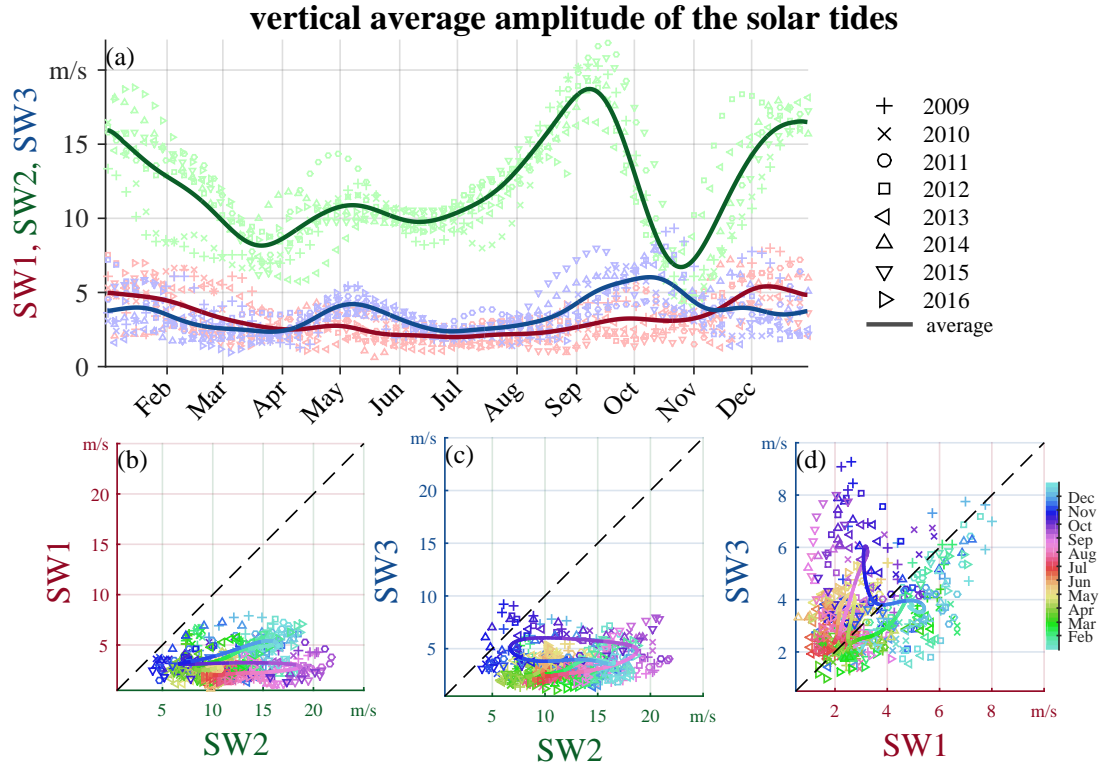 vertical average amplitude of the solar tides
(a)
SW1, SW2, SW3
m/s
15
10
5
0
Feb
Mar
Apr
May
Jun
Jul
Aug
Sep
Oct
Nov
Dec
2009
2010
2011
2012
2013
2014
2015
2016
average
(b)
SW1
m/s
20
15
10
5
5
10
15
20
m/s
SW2
(c)
SW3
m/s
20
15
10
5
5
10
15
20
m/s
SW2
(d)
SW3
m/s
8
6
4
2
2
4
6
8
m/s
SW1
Dec
Nov
Oct
Sep
Aug
Jul
Jun
May
Apr
Mar
Feb